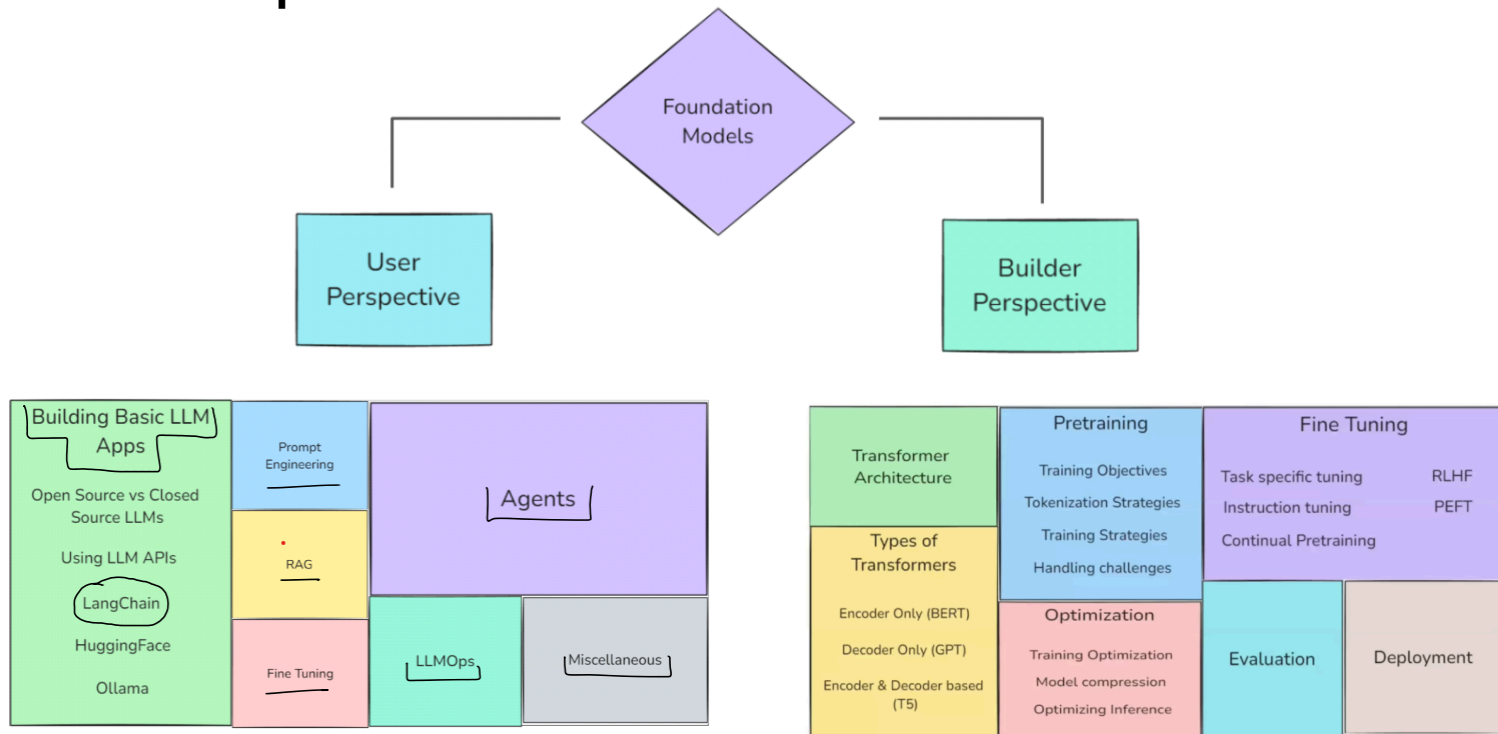 Foundation
Models
User
Perspective
Builder
Perspective
Building Basic LLM
Apps
Open Source vs Closed
Source LLMs
Using LLM APIs
LangChain
HuggingFace
Ollama
Prompt
Engineering
RAG
Fine Tuning
Agents
LLMOps
Miscellaneous
Transformer
Architecture
Types of
Transformers
Encoder Only (BERT)
Decoder Only (GPT)
Encoder & Decoder based
(T5)
Pretraining
Training Objectives
Tokenization Strategies
Training Strategies
Handling challenges
Optimization
Training Optimization
Model compression
Optimizing Inference
Fine Tuning
Task specific tuning RLHF
Instruction tuning PEFT
Continual Pretraining
Evaluation
Deployment